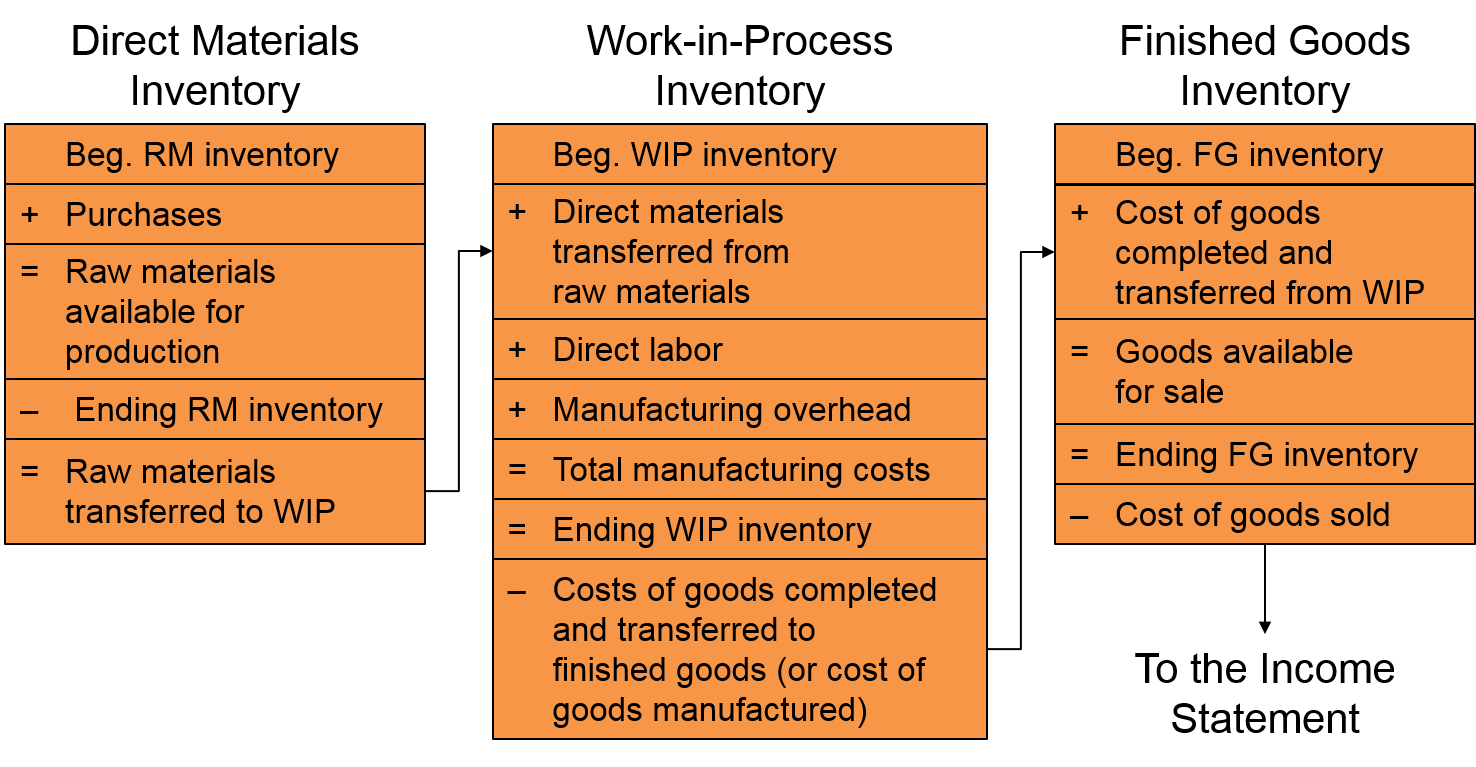 Direct Materials
Inventory
Beg. RM inventory
+ Purchases
= Raw materials
available for
production
– Ending RM inventory
= Raw materials
transferred to WIP
Work-in-Process
Inventory
Beg. WIP inventory
+ Direct materials
transferred from
raw materials
+ Direct labor
+ Manufacturing overhead
= Total manufacturing costs
= Ending WIP inventory
– Costs of goods completed
and transferred to
finished goods (or cost of
goods manufactured)
Finished Goods
Inventory
Beg. FG inventory
+ Cost of goods
completed and
transferred from WIP
= Goods available
for sale
= Ending FG inventory
– Cost of goods sold
To the Income
Statement